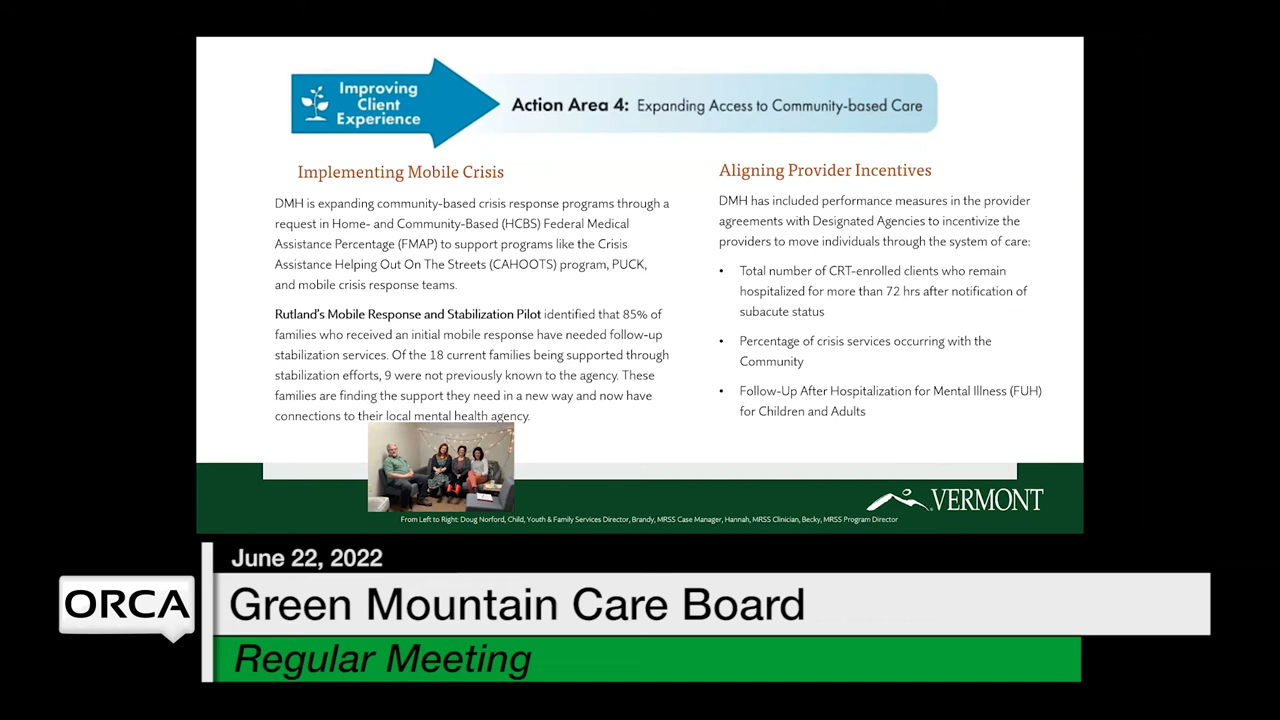 Improving
Client
Experience
Action Area 4: Expanding Access to Community-based Care
Implementing Mobile Crisis
DMH is expanding community-based crisis response programs through a
request in Home- and Community-Based (HCBS) Federal Medical
Assistance Percentage (FMAP) to support programs like the Crisis
Assistance Helping Out On The Streets (CAHOOTS) program, PUCK,
and mobile crisis response teams.
Rutland's Mobile Response and Stabilization Pilot identified that 85% of
families who received an initial mobile response have needed follow-up
stabilization services. Of the 18 current families being supported through
stabilization efforts, 9 were not previously known to the agency. These
families are finding the support they need in a new way and now have
connections to their local mental health agency.
Aligning Provider Incentives
DMH has included performance measures in the provider
agreements with Designated Agencies to incentivize the
providers to move individuals through the system of care:
• Total number of CRT-enrolled clients who remain
hospitalized for more than 72 hrs after notification of
subacute status
• Percentage of crisis services occurring with the
Community
• Follow-Up After Hospitalization for Mental Illness (FUH)
for Children and Adults
VERMONT
From Left to Right: Doug Norford, Child, Youth & Family Services Director, Brandy, MRSS Case Manager, Hannah, MRSS Clinician, Becky, MRSS Program Director
June 22, 2022
ORCA
Green Mountain Care Board
Regular Meeting